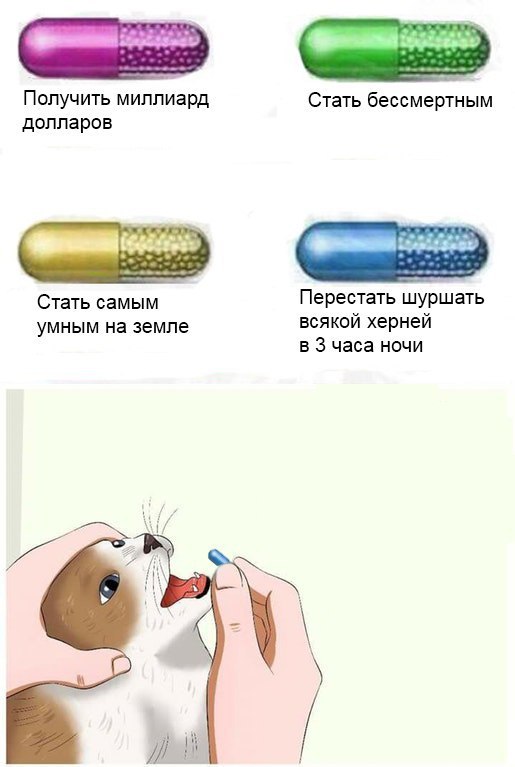 Получить миллиард
долларов
Стать бессмертным
Стать самым
умным на земле
Перестать шуршать
всякой херней
в 3 часа ночи